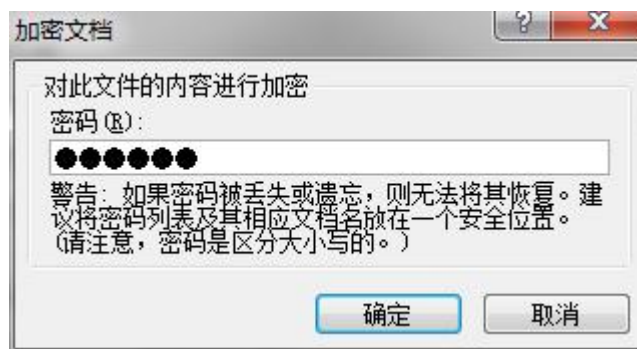 加密文档
对此文件的内容进行加密
密码(R):
●●●●●●
警告: 如果密码被丢失或遗忘，则无法将其恢复。建
议将密码列表及其相应文档名放在一个安全位置。
(请注意，密码是区分大小写的。)
确定 取消